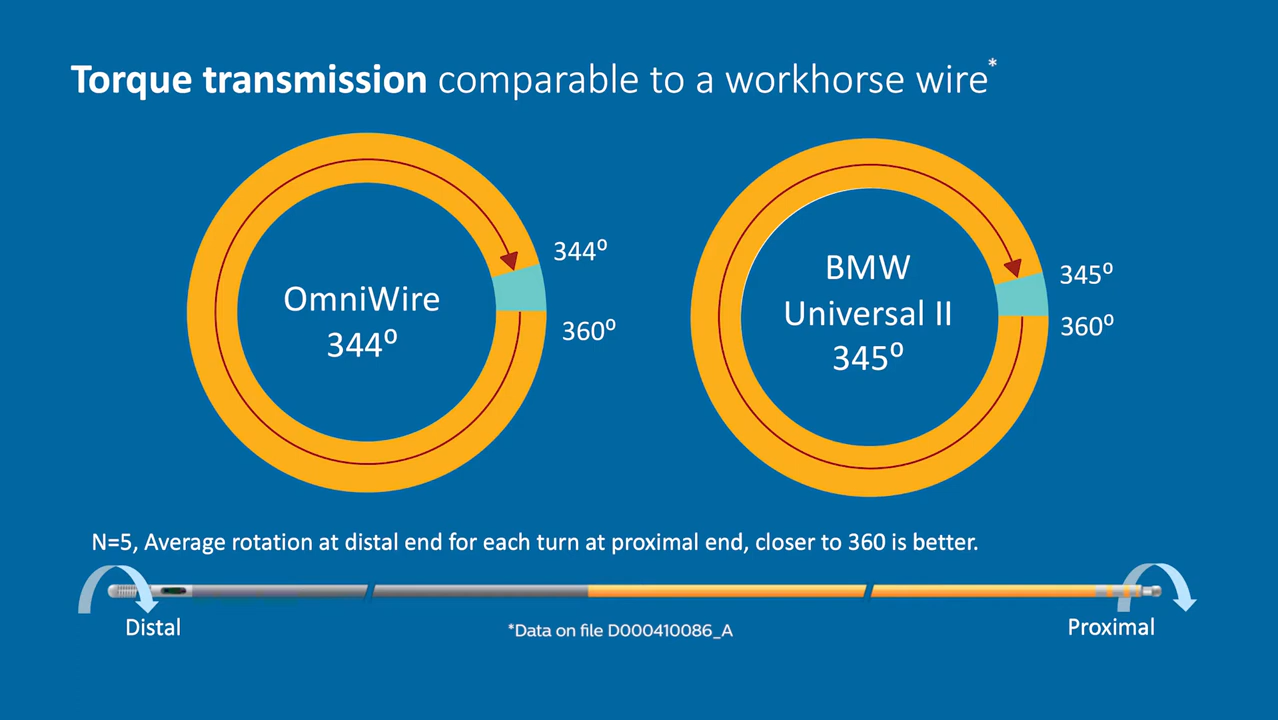 Torque transmission comparable to a workhorse wire*
344º
OmniWire
344º
360º
BMW
Universal II
345º
345º
360º
N=5, Average rotation at distal end for each turn at proximal end, closer to 360 is better.
Distal
Proximal
*Data on file D000410086_A